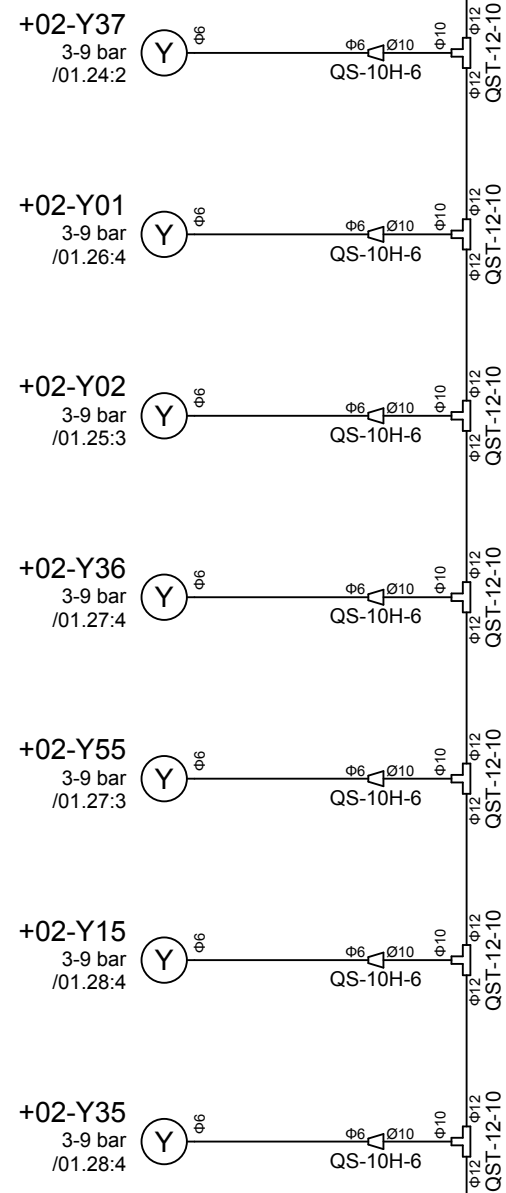 +02-Y37
3-9 bar
/01.24:2
Y
Φ6
Φ6
Ø10
QS-10H-6
Φ10
Φ12
Φ12
QST-12-10
+02-Y01
3-9 bar
/01.26:4
Y
Φ6
Φ6
Ø10
QS-10H-6
Φ10
Φ12
Φ12
QST-12-10
+02-Y02
3-9 bar
/01.25:3
Y
Φ6
Φ6
Ø10
QS-10H-6
Φ10
Φ12
Φ12
QST-12-10
+02-Y36
3-9 bar
/01.27:4
Y
Φ6
Φ6
Ø10
QS-10H-6
Φ10
Φ12
Φ12
QST-12-10
+02-Y55
3-9 bar
/01.27:3
Y
Φ6
Φ6
Ø10
QS-10H-6
Φ10
Φ12
Φ12
QST-12-10
+02-Y15
3-9 bar
/01.28:4
Y
Φ6
Φ6
Ø10
QS-10H-6
Φ10
Φ12
Φ12
QST-12-10
+02-Y35
3-9 bar
/01.28:4
Y
Φ6
Φ6
Ø10
QS-10H-6
Φ10
Φ12
Φ12
QST-12-10